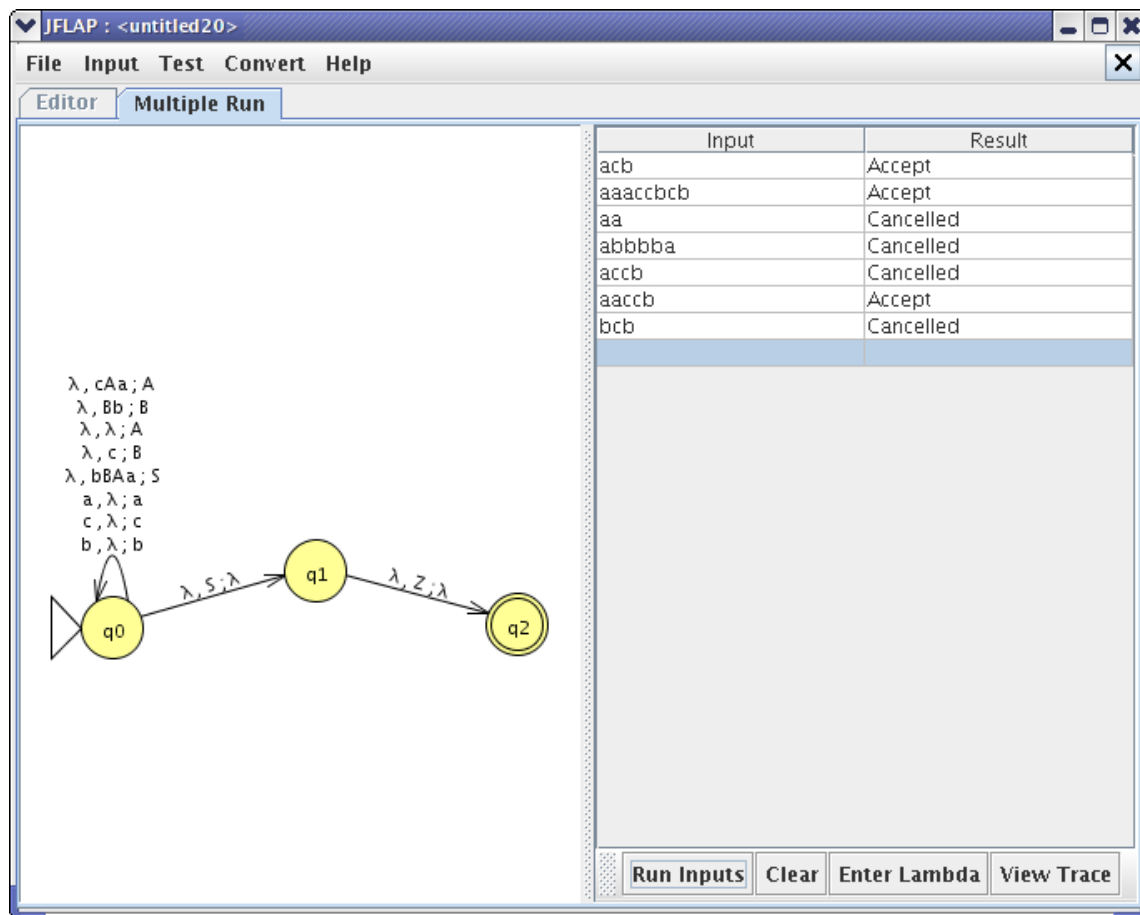 JFLAP : <untitled20>
File Input Test Convert Help
Editor Multiple Run
Input Result
acb Accept
aaaccbcb Accept
aa Cancelled
abbbba Cancelled
accb Cancelled
aaccb Accept
bcb Cancelled
λ, cAa ; A
λ, Bb ; B
λ, λ ; A
λ, c ; B
λ, bBAa ; S
a, λ ; a
c, λ ; c
b, λ ; b
λ, S ; λ
λ, Z ; λ
q0
q1
q2
Run Inputs Clear Enter Lambda View Trace